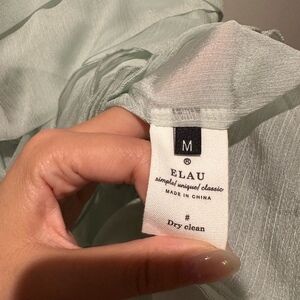 M
®
ELAU
simple/ unique/ classic
MADE IN CHINA
#
Dry clean